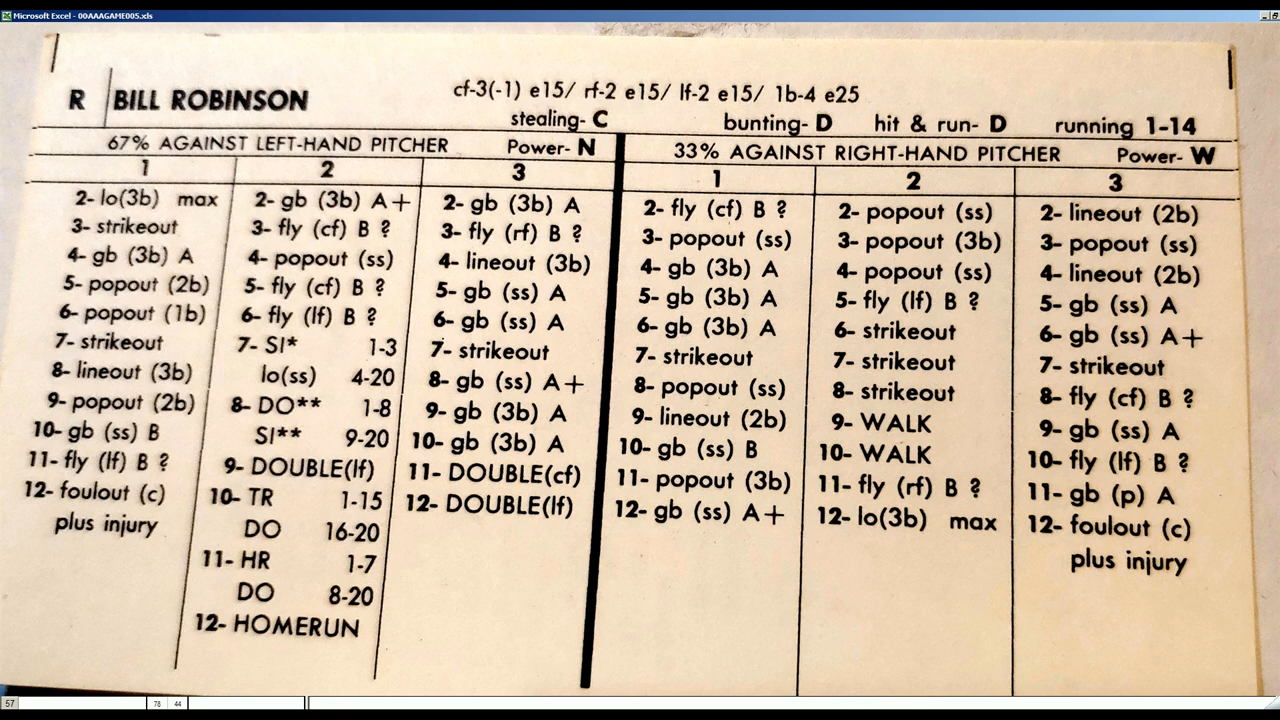 Microsoft Excel - 00AAAGAME005.xls
R BILL ROBINSON
cf-3(-1) e15/ rf-2 e15/ lf-2 e15/ 1b-4 e25
stealing- C bunting- D hit & run- D running 1-14
67% AGAINST LEFT-HAND PITCHER Power- N
1
2- lo(3b) max
3- strikeout
4- gb (3b) A
5- popout (2b)
6- popout (1b)
7- strikeout
8- lineout (3b)
9- popout (2b)
10- gb (ss) B
11- fly (lf) B ?
12- foulout (c)
plus injury
2
2- gb (3b) A+
3- fly (cf) B ?
4- popout (ss)
5- fly (cf) B ?
6- fly (lf) B ?
7- SI* 1-3
lo(ss) 4-20
8- DO** 1-8
SI** 9-20
9- DOUBLE(lf)
10- TR 1-15
DO 16-20
11- HR 1-7
DO 8-20
12- HOMERUN
3
2- gb (3b) A
3- fly (rf) B ?
4- lineout (3b)
5- gb (ss) A
6- gb (ss) A
7- strikeout
8- gb (ss) A+
9- gb (3b) A
10- gb (3b) A
11- DOUBLE(cf)
12- DOUBLE(lf)
33% AGAINST RIGHT-HAND PITCHER Power- W
1
2- fly (cf) B ?
3- popout (ss)
4- gb (3b) A
5- gb (3b) A
6- gb (3b) A
7- strikeout
8- popout (ss)
9- lineout (2b)
10- gb (ss) B
11- popout (3b)
12- gb (ss) A+
2
2- popout (ss)
3- popout (3b)
4- popout (ss)
5- fly (lf) B ?
6- strikeout
7- strikeout
8- strikeout
9- WALK
10- WALK
11- fly (rf) B ?
12- lo(3b) max
3
2- lineout (2b)
3- popout (ss)
4- lineout (2b)
5- gb (ss) A
6- gb (ss) A+
7- strikeout
8- fly (cf) B ?
9- gb (ss) A
10- fly (lf) B ?
11- gb (p) A
12- foulout (c)
plus injury
57 78 44